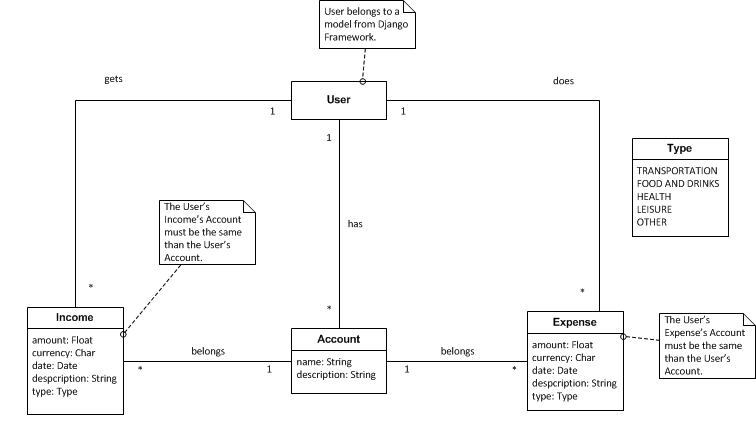 User belongs to a
model from Django
Framework.
gets
does
User
1
1
1
Type
TRANSPORTATION
FOOD AND DRINKS
HEALTH
LEISURE
OTHER
The User's
Income's Account
must be the same
than the User's
Account.
has
*
*
*
Income
amount: Float
currency: Char
date: Date
despcription: String
type: Type
belongs
*
1
Account
name: String
description: String
belongs
1
*
Expense
amount: Float
currency: Char
date: Date
despcription: String
type: Type
The User's
Expense's Account
must be the same
than the User's
Account.